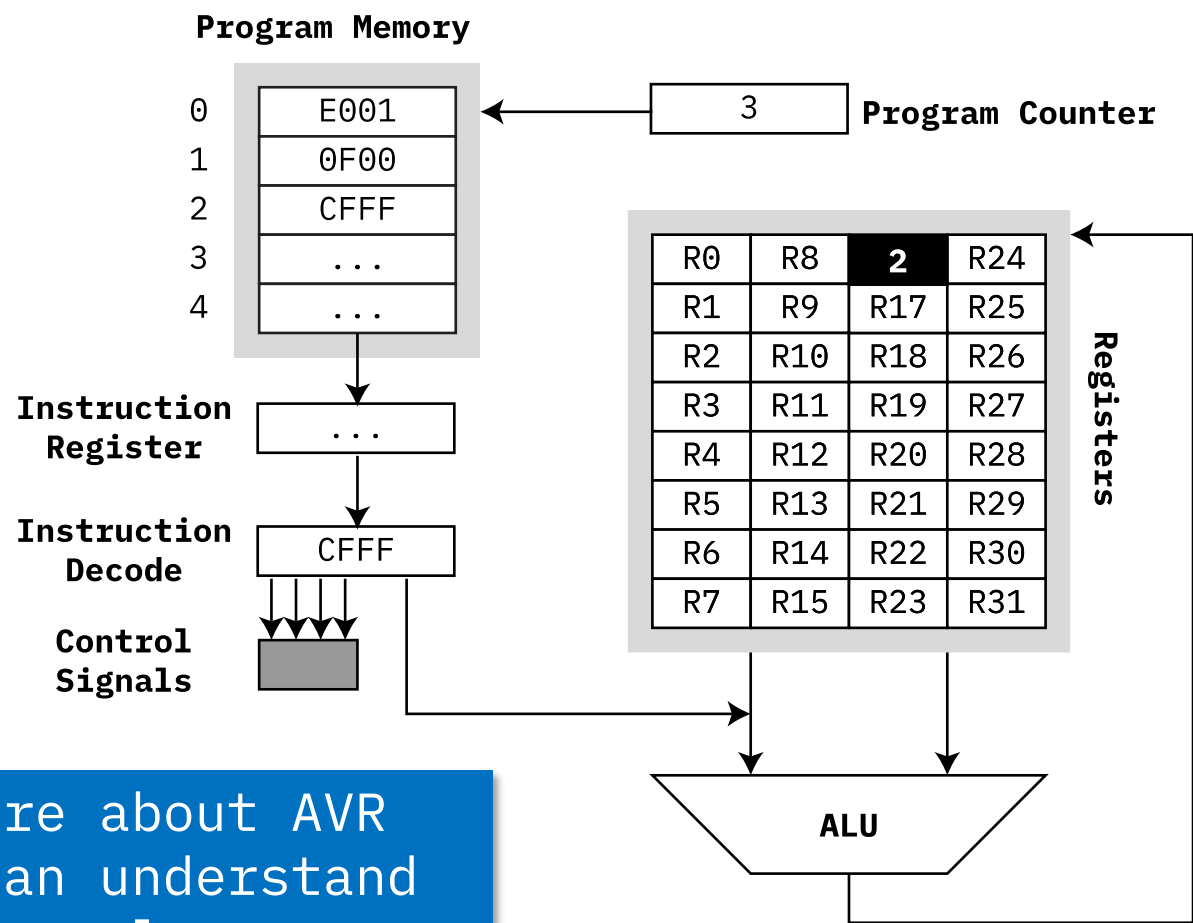 Program Memory
0 E001
1 0F00
2 CFFF
3 ...
4 ...
3 Program Counter
R0 R8 2 R24
R1 R9 R17 R25
R2 R10 R18 R26
R3 R11 R19 R27
R4 R12 R20 R28
R5 R13 R21 R29
R6 R14 R22 R30
R7 R15 R23 R31
Registers
Instruction
Register
...
Instruction
Decode
CFFF
Control
Signals
ALU
re about AVR
an understand